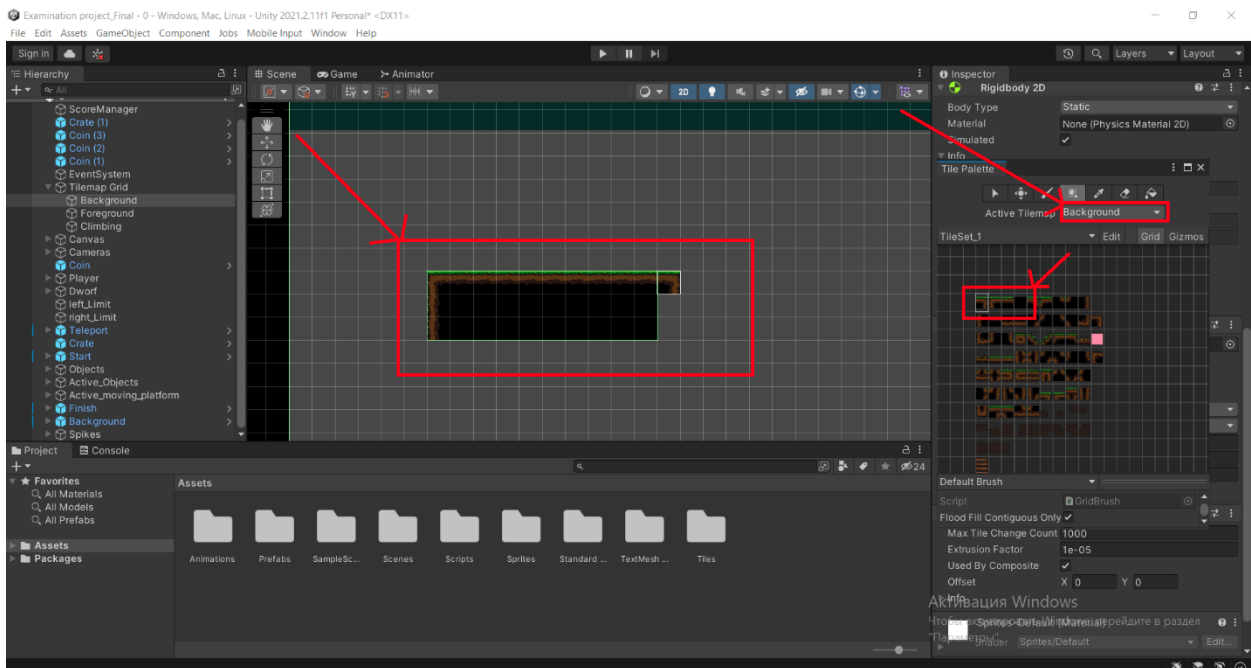 Examination project_Final - 0 - Windows, Mac, Linux - Unity 2021.2.11f1 Personal* <DX11>
File Edit Assets GameObject Component Jobs Mobile Input Window Help
Sign in Layers Layout
Hierarchy Scene Game Animator Inspector
All 2D Rigidbody 2D
ScoreManager Body Type Static
Crate (1) Material None (Physics Material 2D)
Coin (3) Simulated
Coin (2) Info
Coin (1) Tile Palette
EventSystem
Tilemap Grid
Background
Foreground Active Tilemap Background
Climbing
Canvas TileSet_1 Edit Grid Gizmos
Cameras
Coin
Player
Dworf
left_Limit
right_Limit
Teleport
Crate
Start
Objects
Active_Objects
Active_moving_platform
Finish
Background
Spikes
Project Console
24
Favorites Assets Default Brush
All Materials
All Models Script GridBrush
All Prefabs Flood Fill Contiguous Only
Assets Max Tile Change Count 1000
Packages Extrusion Factor 1e-05
Animations Prefabs SampleSc... Scenes Scripts Sprites Standard ... TextMesh ... Tiles
Used By Composite
Offset X 0 Y 0
Info
Активация Windows
Чтобы активировать Windows, перейдите в раздел
"Параметры".
Sprites-Default (Material)
Shader Sprites/Default Edit...